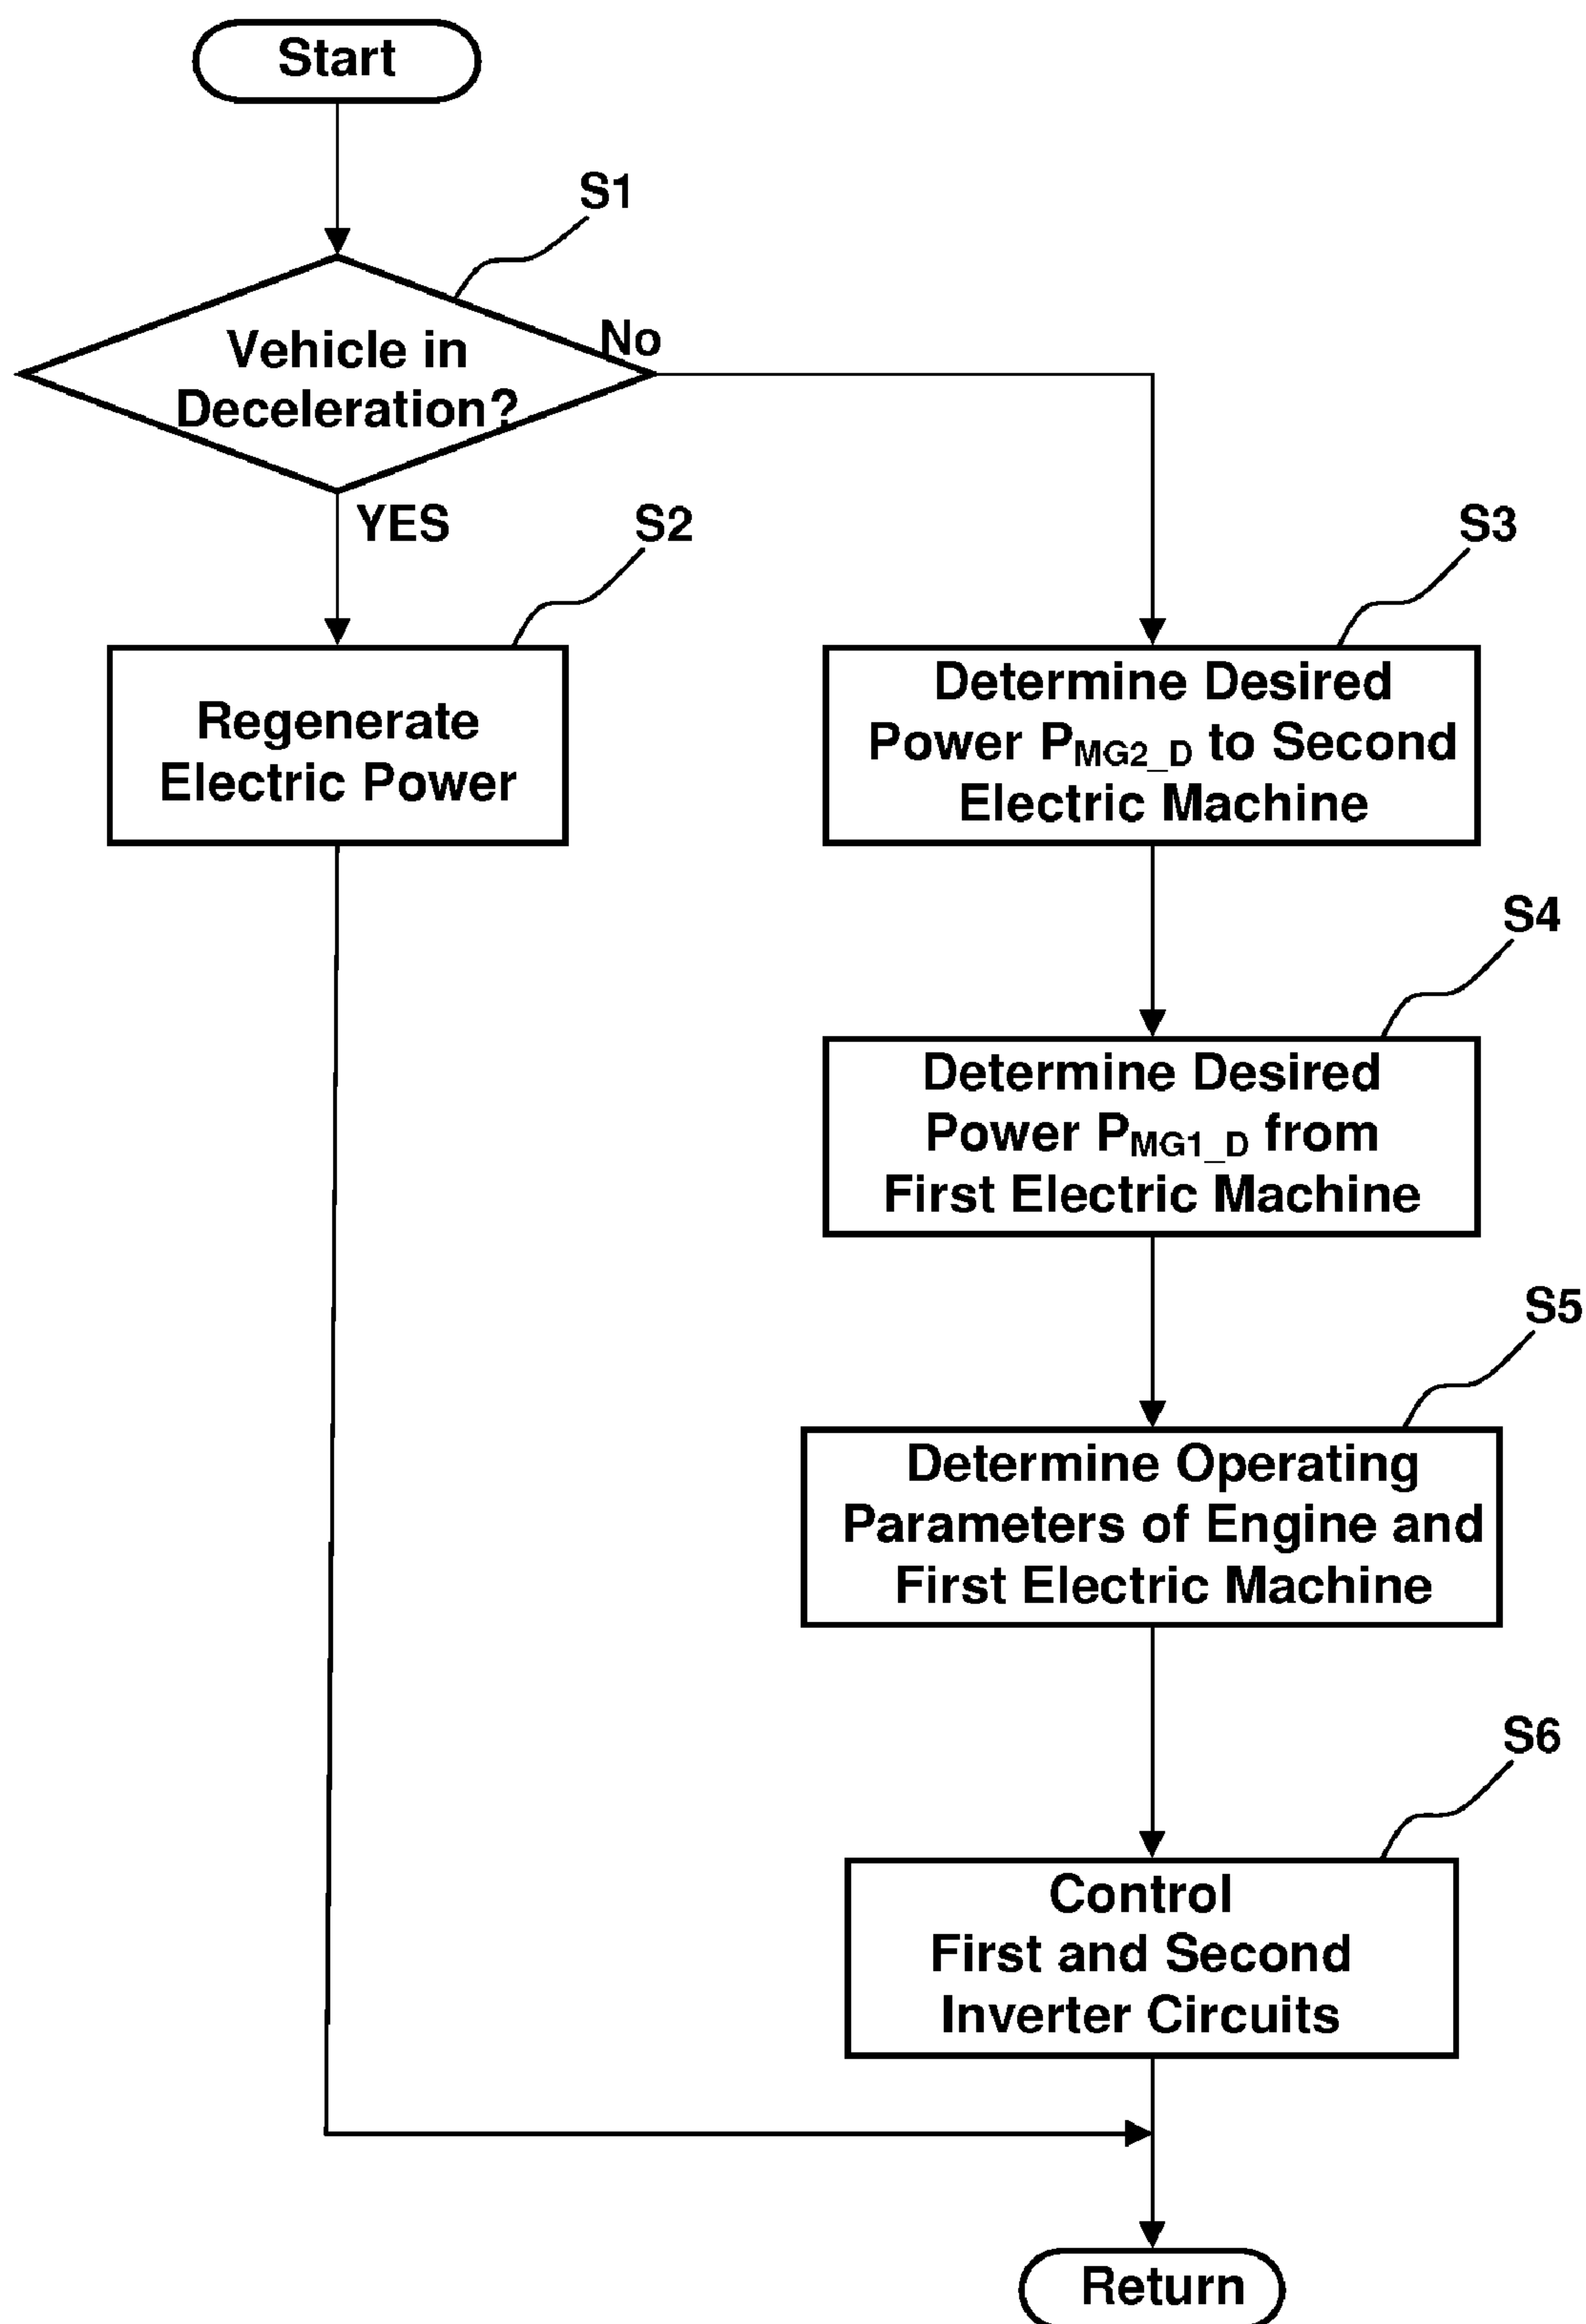 Start
S1
Vehicle in
Deceleration?
No
YES
S2
S3
Regenerate
Electric Power
Determine Desired
Power PMG2_D to Second
Electric Machine
S4
Determine Desired
Power PMG1_D from
First Electric Machine
S5
Determine Operating
Parameters of Engine and
First Electric Machine
S6
Control
First and Second
Inverter Circuits
Return